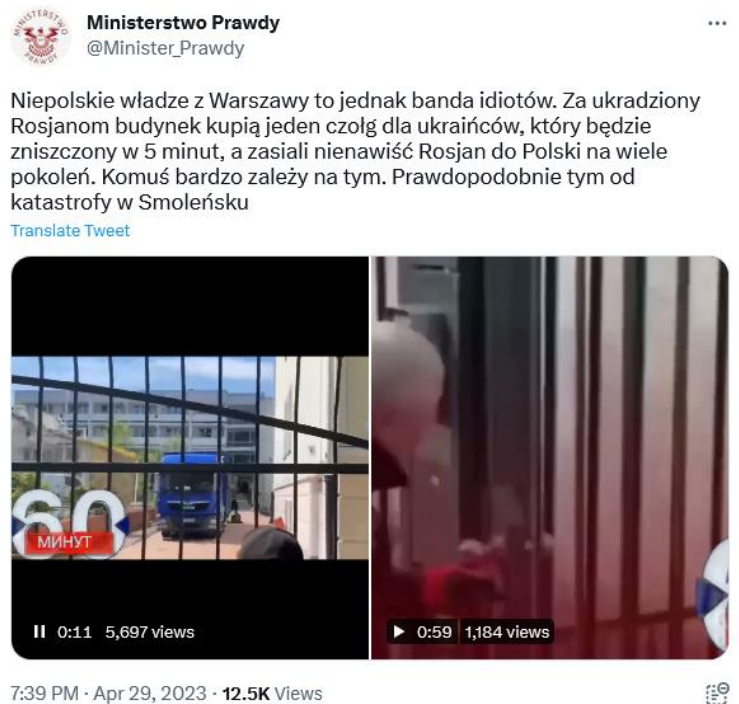 MINISTERSTWO
PRAWDY
Ministerstwo Prawdy
@Minister_Prawdy
Niepolskie władze z Warszawy to jednak banda idiotów. Za ukradziony
Rosjanom budynek kupią jeden czołg dla ukraińców, który będzie
zniszczony w 5 minut, a zasiali nienawiść Rosjan do Polski na wiele
pokoleń. Komuś bardzo zależy na tym. Prawdopodobnie tym od
katastrofy w Smoleńsku
Translate Tweet
60
МИНУТ
0:11 5,697 views
0:59 1,184 views
7:39 PM · Apr 29, 2023 · 12.5K Views